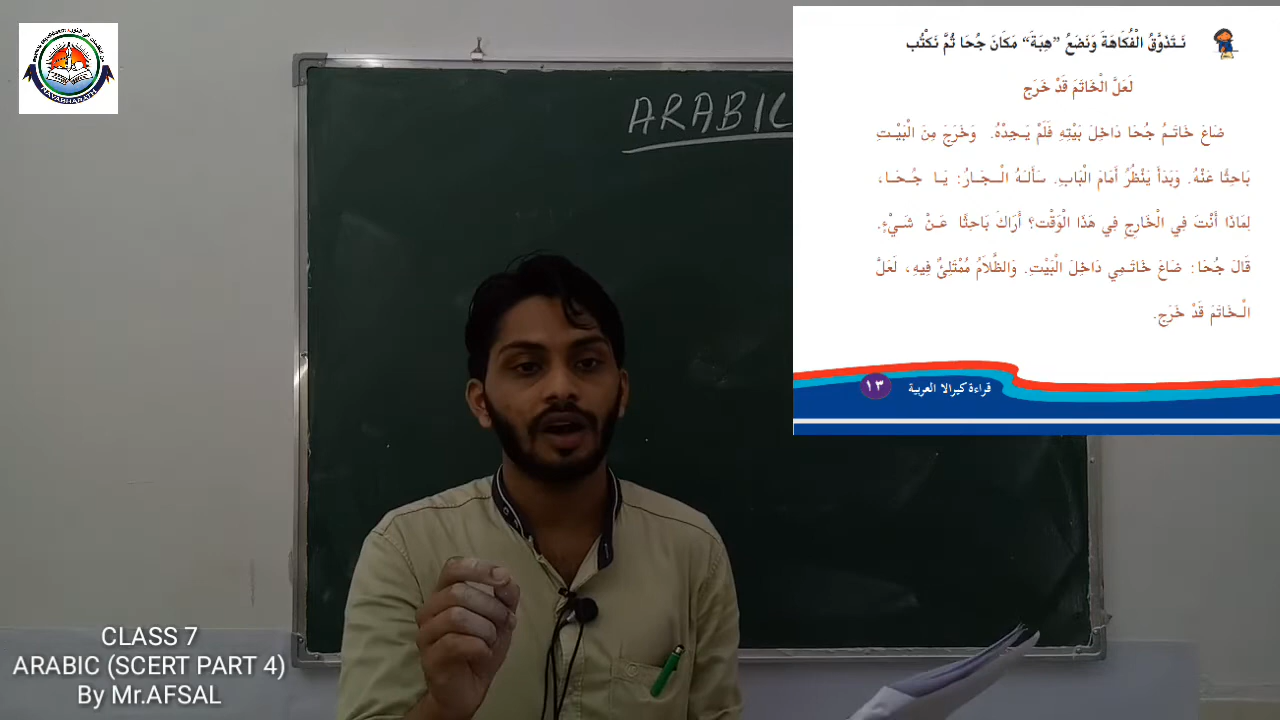 NAVABHARATH
ARABIC
نَتَذَوَّقُ الْفُكَاهَةَ وَنَضَعُ "هِبَةَ" مَكَانَ جُحَا ثُمَّ نَكْتُب
لَعَلَّ الْخَاتَمَ قَدْ خَرَج
ضَاعَ خَاتَمُ جُحَا دَاخِلَ بَيْتِهِ فَلَمْ يَجِدْهُ. وَخَرَجَ مِنَ الْبَيْتِ
بَاحِثًا عَنْهُ. وَبَدَأَ يَنْظُرُ أَمَامَ الْبَابِ. سَأَلَهُ الْجَارُ: يَا جُحَا،
لِمَاذَا أَنْتَ فِي الْخَارِجِ فِي هَذَا الْوَقْت؟ أَرَاكَ بَاحِثًا عَنْ شَيْءٍ.
قَالَ جُحَا: ضَاعَ خَاتَمِي دَاخِلَ الْبَيْتِ. وَالظُّلَامُ مُمْتَلِئٌ فِيهِ، لَعَلَّ
الْخَاتَمَ قَدْ خَرَجَ.
قراءة كيرالا العربية
١٣
CLASS 7
ARABIC (SCERT PART 4)
By Mr.AFSAL